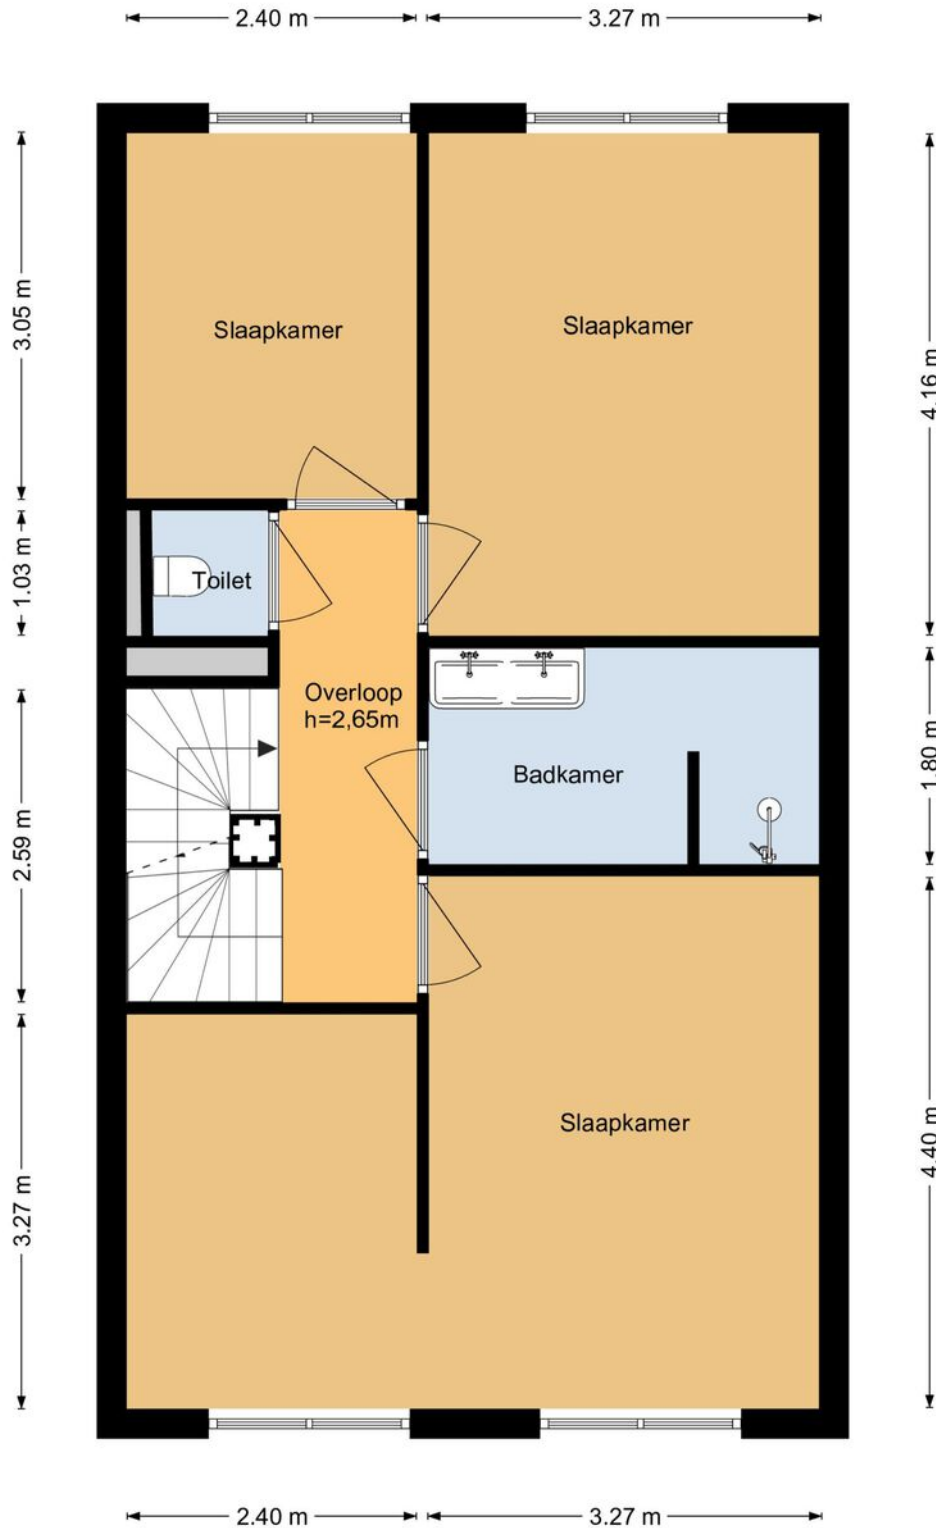 2.40 m
3.27 m
3.05 m
4.16 m
Slaapkamer
Slaapkamer
1.03 m
Toilet
Overloop
h=2,65m
1.80 m
Badkamer
2.59 m
Slaapkamer
3.27 m
4.40 m
2.40 m
3.27 m